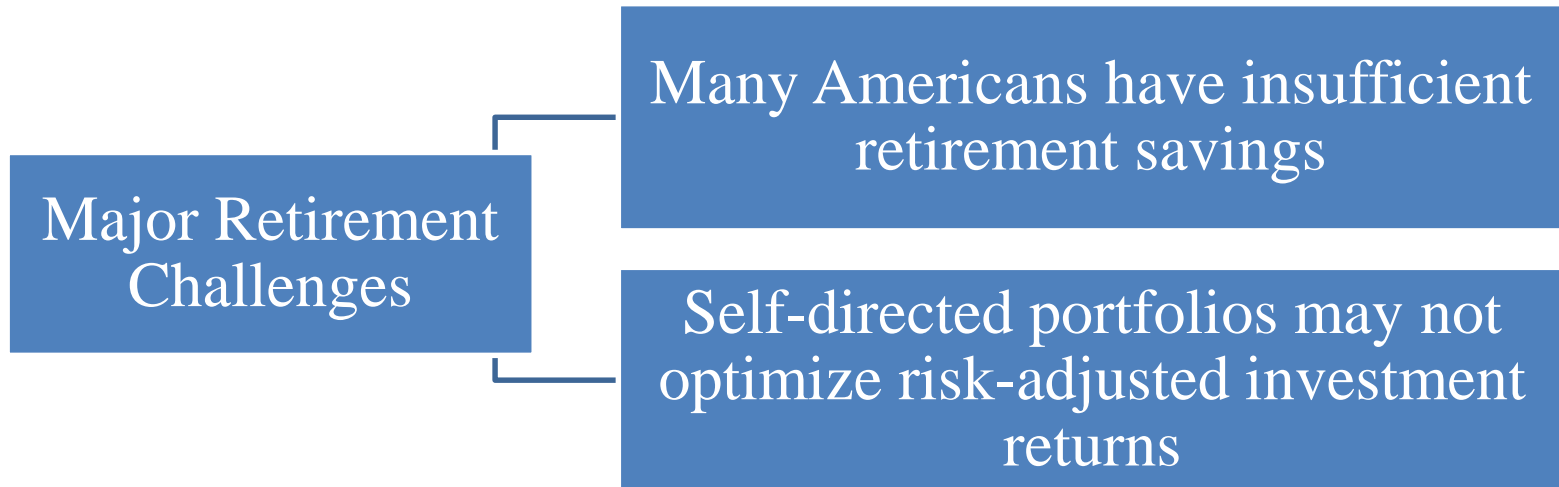 Major Retirement
Challenges
Many Americans have insufficient
retirement savings
Self-directed portfolios may not
optimize risk-adjusted investment
returns